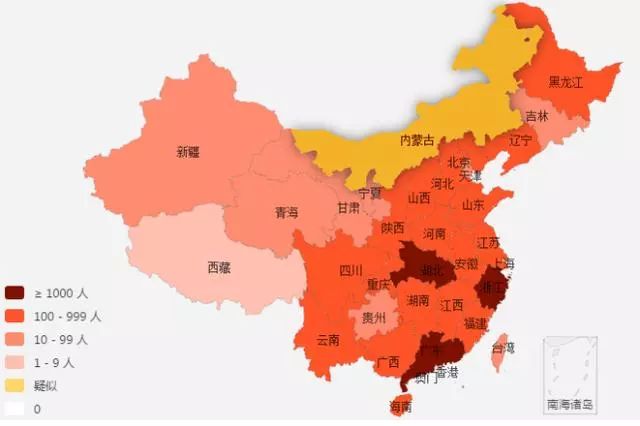 黑龙江
吉林
辽宁
内蒙古
新疆
北京
天津
河北
宁夏
山西
山东
甘肃
青海
陕西
河南
江苏
西藏
四川
湖北
安徽
上海
重庆
浙江
湖南
江西
贵州
福建
云南
台湾
广西
广东
香港
澳门
海南
南海诸岛
≥ 1000 人
100 - 999 人
10 - 99 人
1 - 9 人
疑似
0